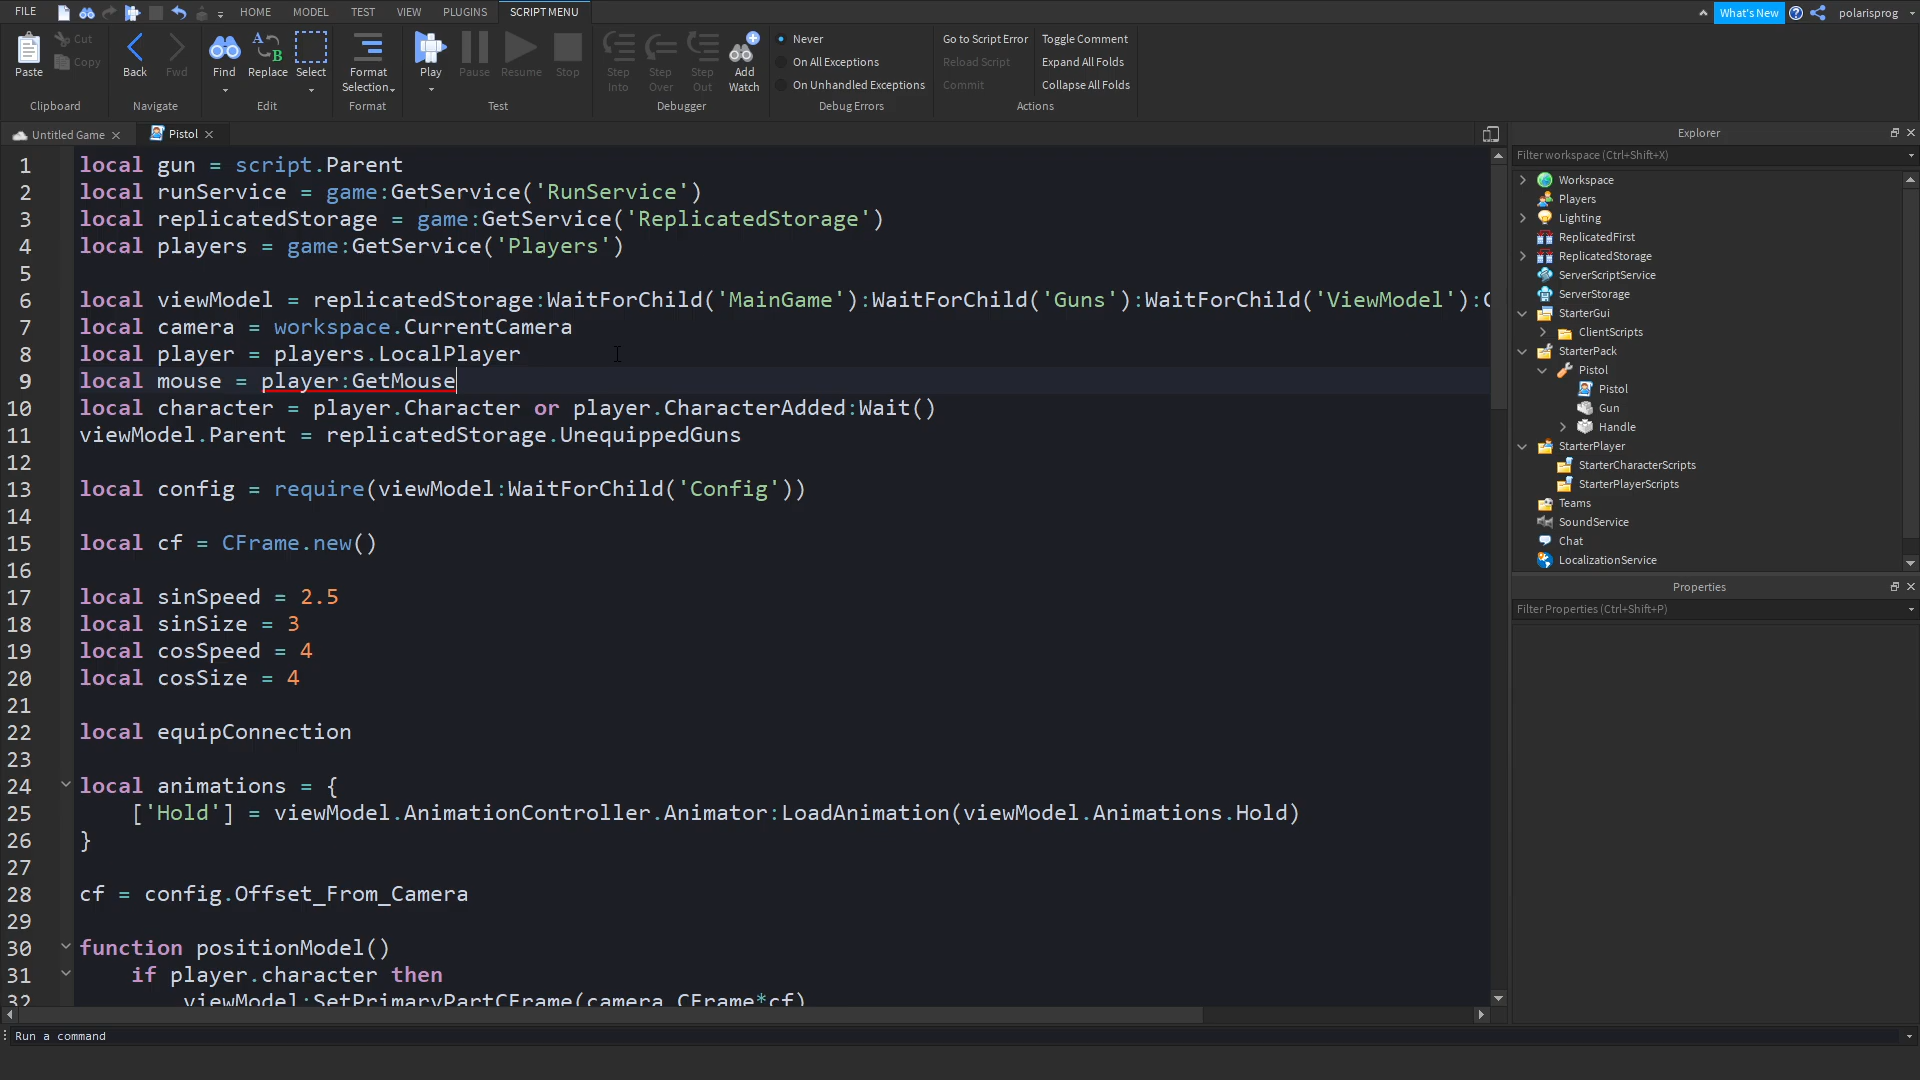 FILE HOME MODEL TEST VIEW PLUGINS SCRIPT MENU What's New polarisprog
Paste Cut Copy Clipboard
Back Fwd Navigate
Find Replace Select Edit
Format Selection Format
Play Pause Resume Stop Test
Step Into Step Over Step Out Add Watch Debugger
Never
On All Exceptions
On Unhandled Exceptions
Debug Errors
Go to Script Error Toggle Comment
Reload Script Expand All Folds
Commit Collapse All Folds
Actions
Untitled Game Pistol
1 local gun = script.Parent
2 local runService = game:GetService('RunService')
3 local replicatedStorage = game:GetService('ReplicatedStorage')
4 local players = game:GetService('Players')
5
6 local viewModel = replicatedStorage:WaitForChild('MainGame'):WaitForChild('Guns'):WaitForChild('ViewModel'):
7 local camera = workspace.CurrentCamera
8 local player = players.LocalPlayer
9 local mouse = player:GetMouse
10 local character = player.Character or player.CharacterAdded:Wait()
11 viewModel.Parent = replicatedStorage.UnequippedGuns
12
13 local config = require(viewModel:WaitForChild('Config'))
14
15 local cf = CFrame.new()
16
17 local sinSpeed = 2.5
18 local sinSize = 3
19 local cosSpeed = 4
20 local cosSize = 4
21
22 local equipConnection
23
24 local animations = {
25 ['Hold'] = viewModel.AnimationController.Animator:LoadAnimation(viewModel.Animations.Hold)
26 }
27
28 cf = config.Offset_From_Camera
29
30 function positionModel()
31 if player.character then
32 viewModel:SetPrimaryPartCFrame(camera.CFrame*cf)
Run a command
Explorer
Filter workspace (Ctrl+Shift+X)
Workspace
Players
Lighting
ReplicatedFirst
ReplicatedStorage
ServerScriptService
ServerStorage
StarterGui
ClientScripts
StarterPack
Pistol
Pistol
Gun
Handle
StarterPlayer
StarterCharacterScripts
StarterPlayerScripts
Teams
SoundService
Chat
LocalizationService
Properties
Filter Properties (Ctrl+Shift+P)